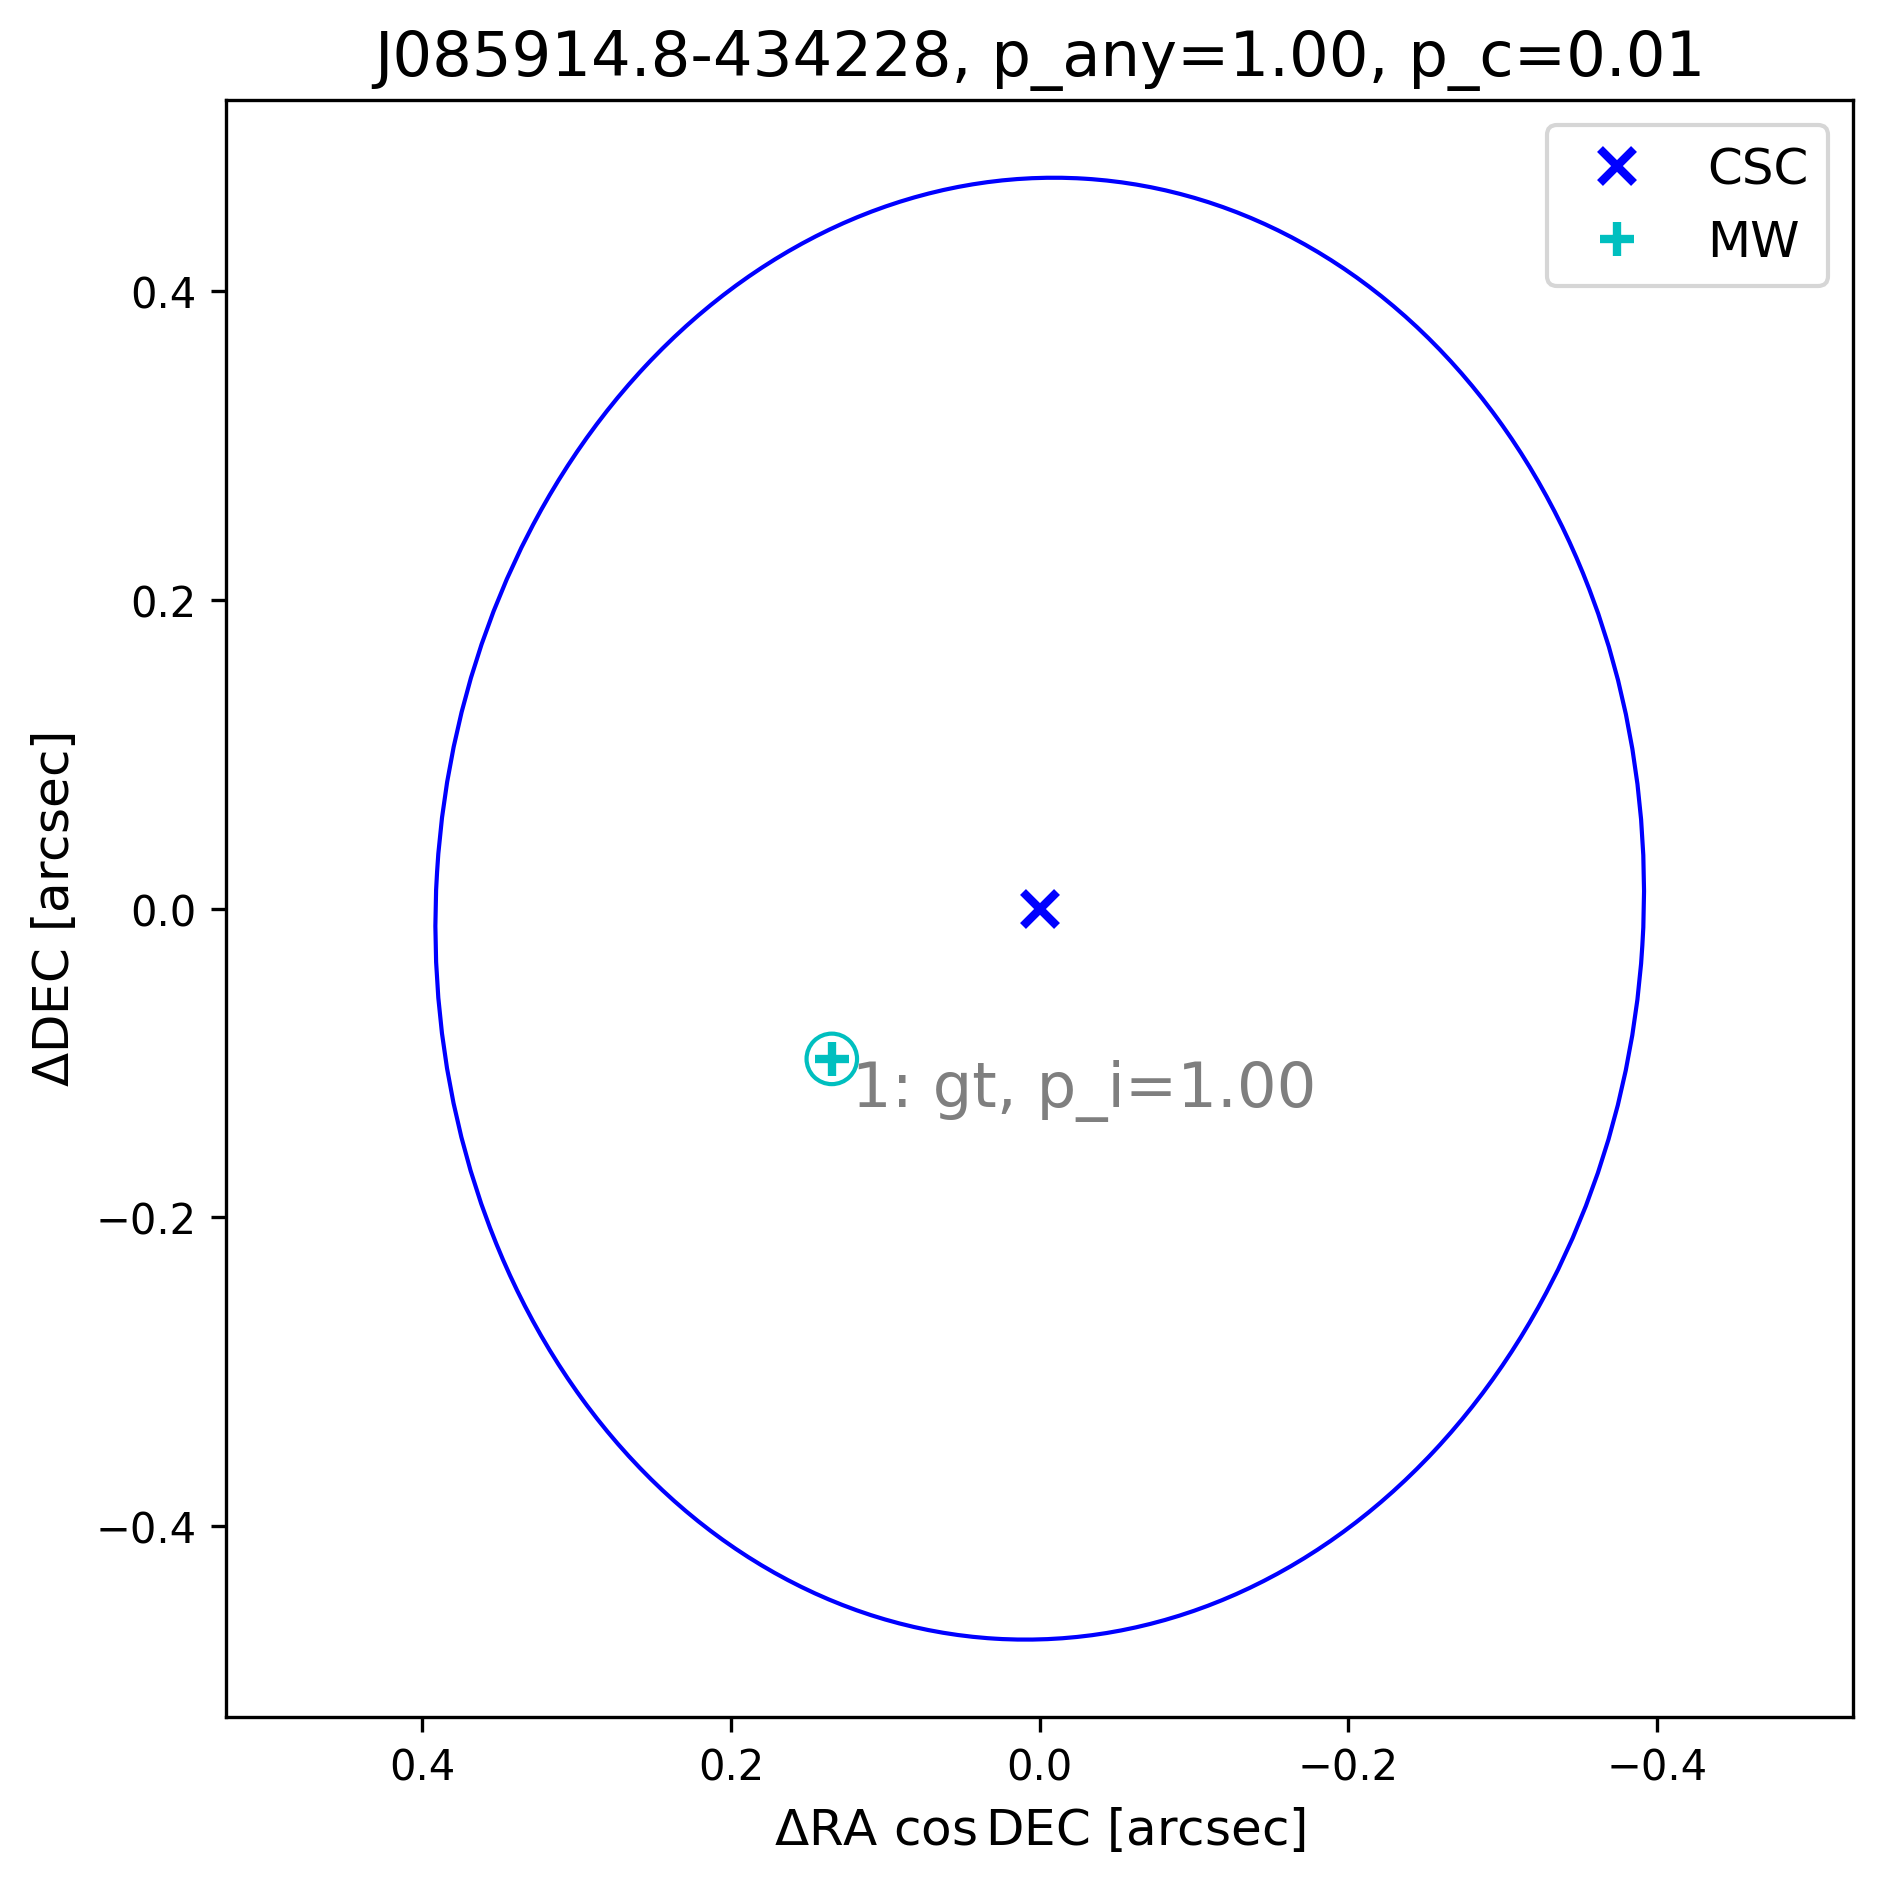 J085914.8-434228, p_any=1.00, p_c=0.01
CSC
MW
0.4
0.2
0.0
−0.2
−0.4
ΔDEC [arcsec]
1: gt, p_i=1.00
0.4 0.2 0.0 −0.2 −0.4
ΔRA cos DEC [arcsec]